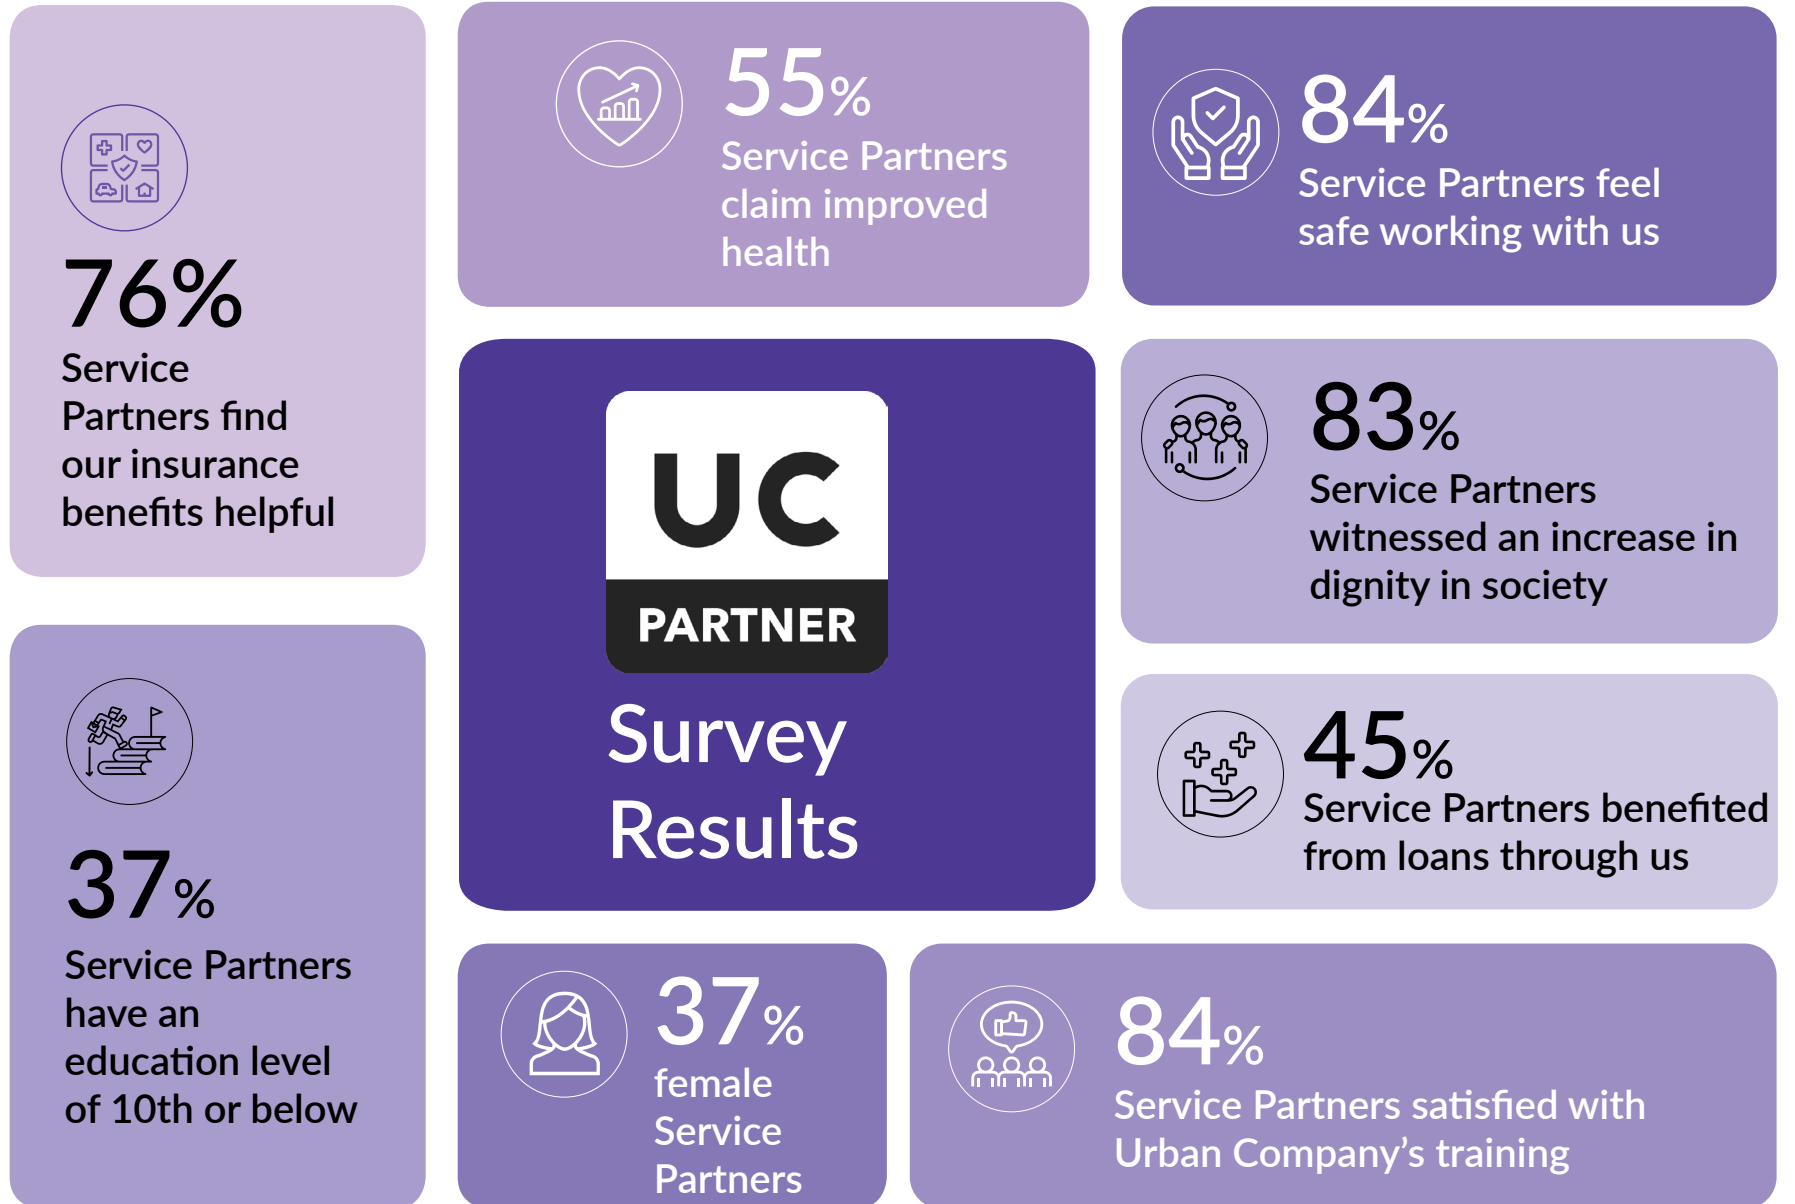 76%
Service
Partners find
our insurance
benefits helpful
55%
Service Partners
claim improved
health
84%
Service Partners feel
safe working with us
UC
PARTNER
Survey
Results
83%
Service Partners
witnessed an increase in
dignity in society
45%
Service Partners benefited
from loans through us
37%
Service Partners
have an
education level
of 10th or below
37%
female
Service
Partners
84%
Service Partners satisfied with
Urban Company’s training